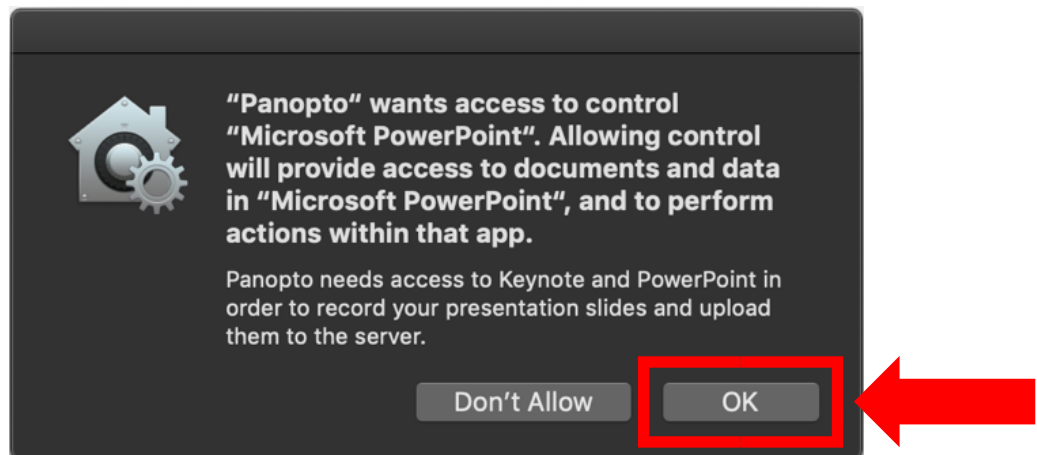 “Panopto“ wants access to control
“Microsoft PowerPoint“. Allowing control
will provide access to documents and data
in “Microsoft PowerPoint“, and to perform
actions within that app.
Panopto needs access to Keynote and PowerPoint in
order to record your presentation slides and upload
them to the server.
Don’t Allow
OK